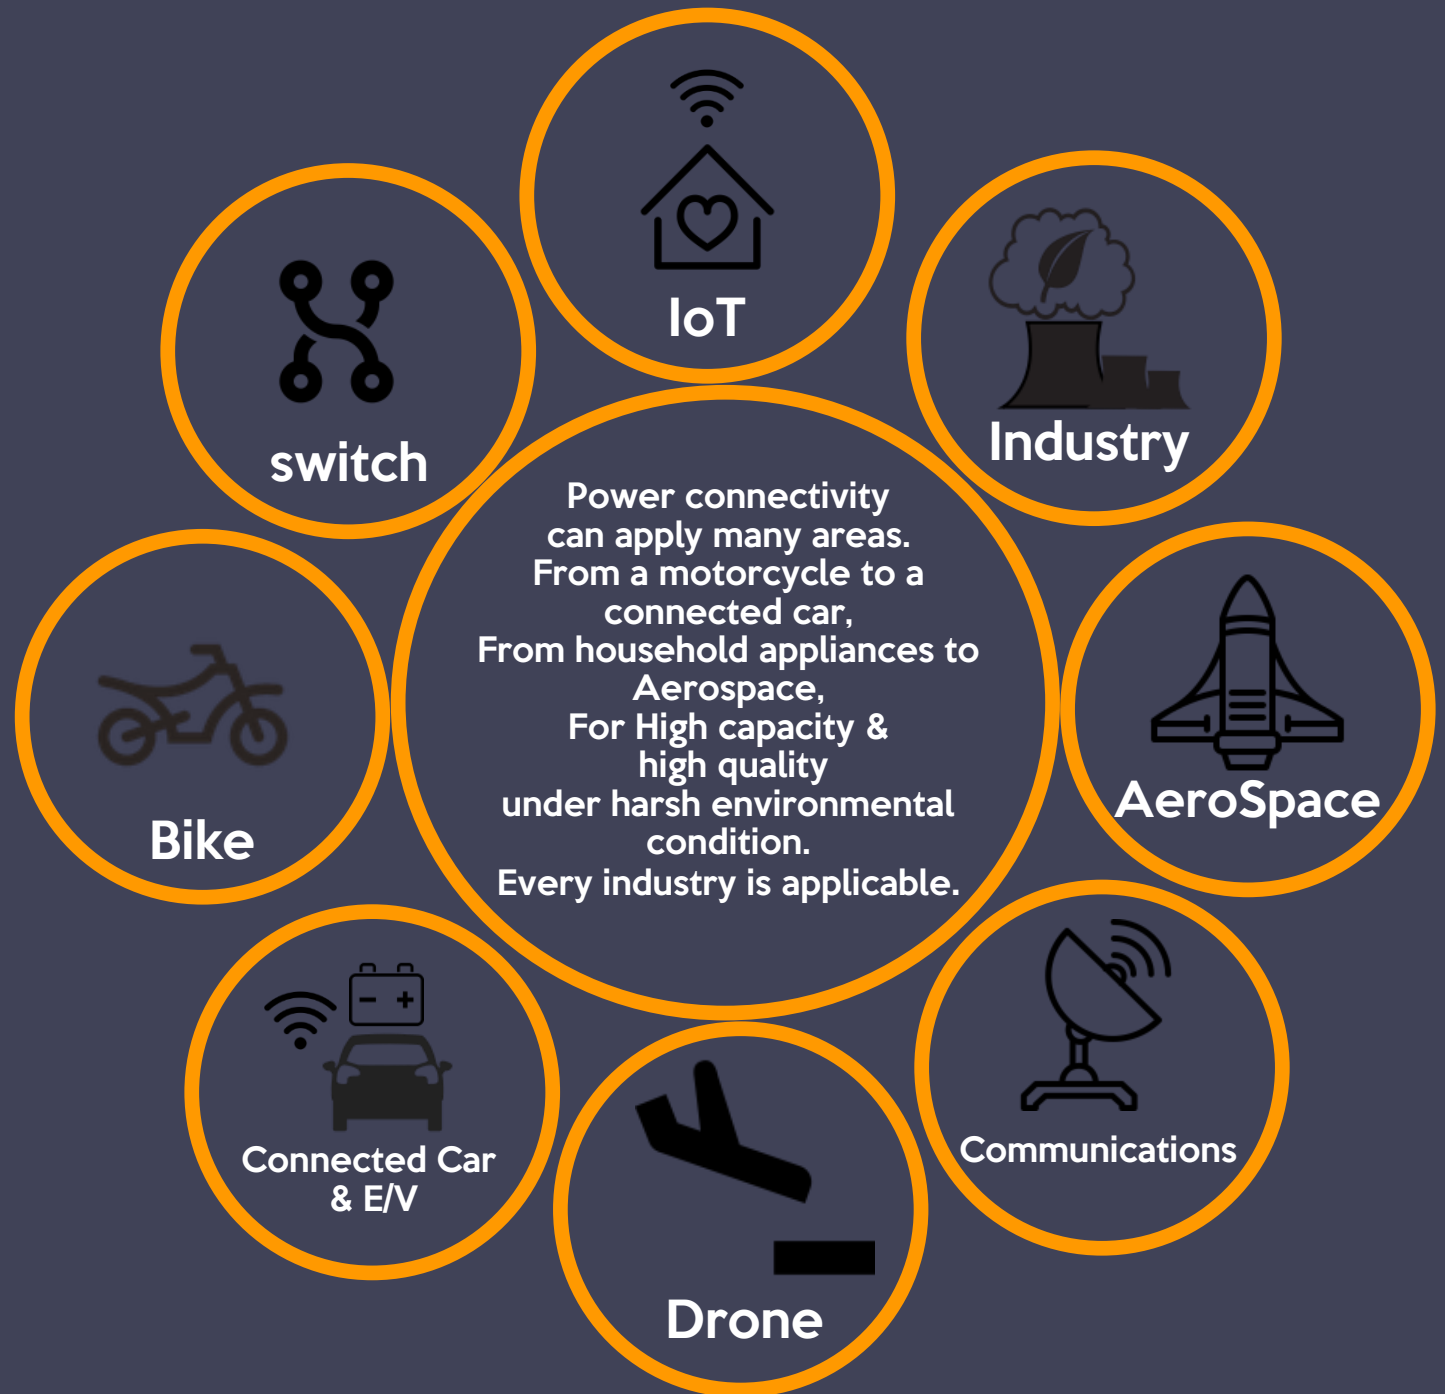 IoT
Industry
switch
Power connectivity
can apply many areas.
From a motorcycle to a
connected car,
From household appliances to
Aerospace,
For High capacity &
high quality
under harsh environmental
condition.
Every industry is applicable.
AeroSpace
Bike
Communications
Connected Car
& E/V
Drone